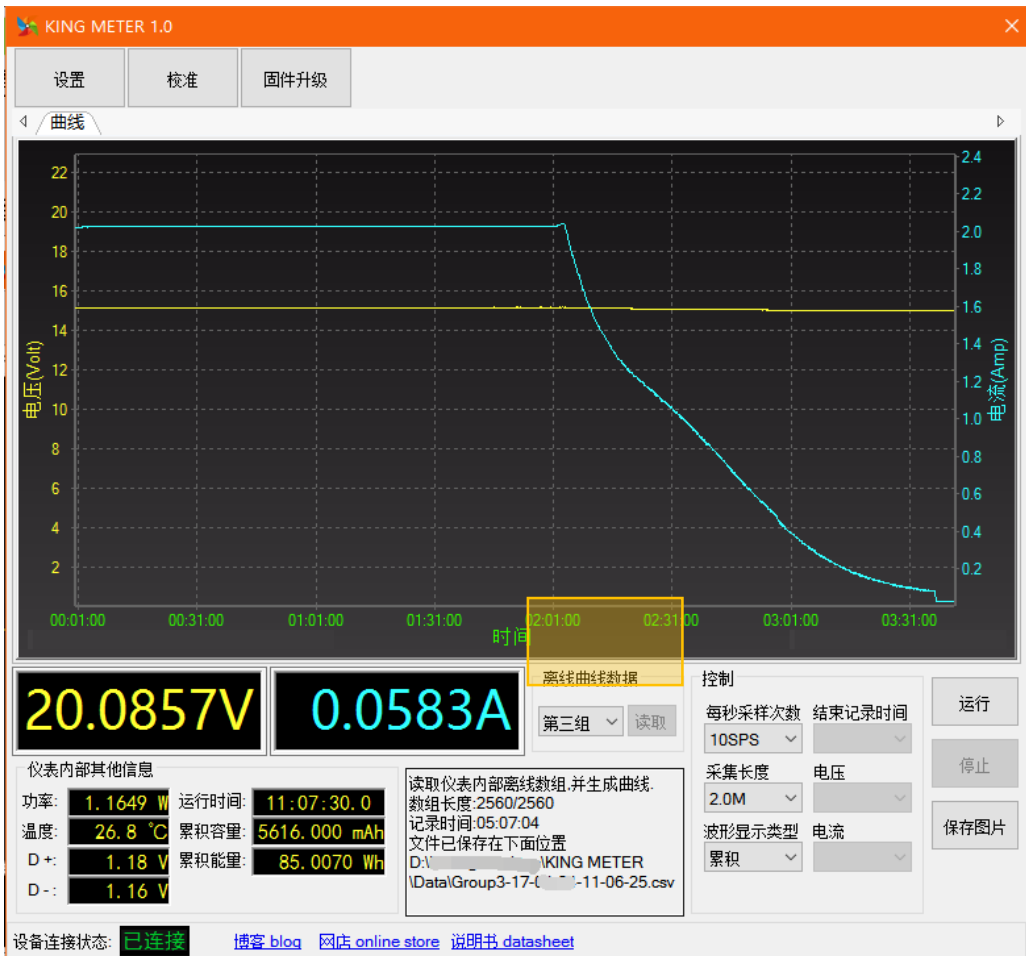 KING METER 1.0
设置 校准 固件升级
曲线
22 2.4
20 2.2
18 2.0
16 1.8
14 1.6
12 1.4
10 1.2
8 1.0
6 0.8
4 0.6
2 0.4
0.2
电压(Volt)
电流(Amp)
00:01:00 00:31:00 01:01:00 01:31:00 02:01:00 02:31:00 03:01:00 03:31:00
时间
20.0857V 0.0583A
离线曲线数据
第三组 读取
控制
每秒采样次数 结束记录时间
10SPS
采集长度 电压
2.0M
波形显示类型 电流
累积
运行
停止
保存图片
仪表内部其他信息
功率: 1.1649 W 运行时间: 11:07:30.0
温度: 26.8 °C 累积容量: 5616.000 mAh
D+: 1.18 V 累积能量: 85.0070 Wh
D-: 1.16 V
读取仪表内部离线数组.并生成曲线.
数组长度:2560/2560
记录时间:05:07:04
文件已保存在下面位置
D:\ \KING METER
\Data\Group3-17- -11-06-25.csv
设备连接状态: 已连接 博客 blog 网店 online store 说明书 datasheet